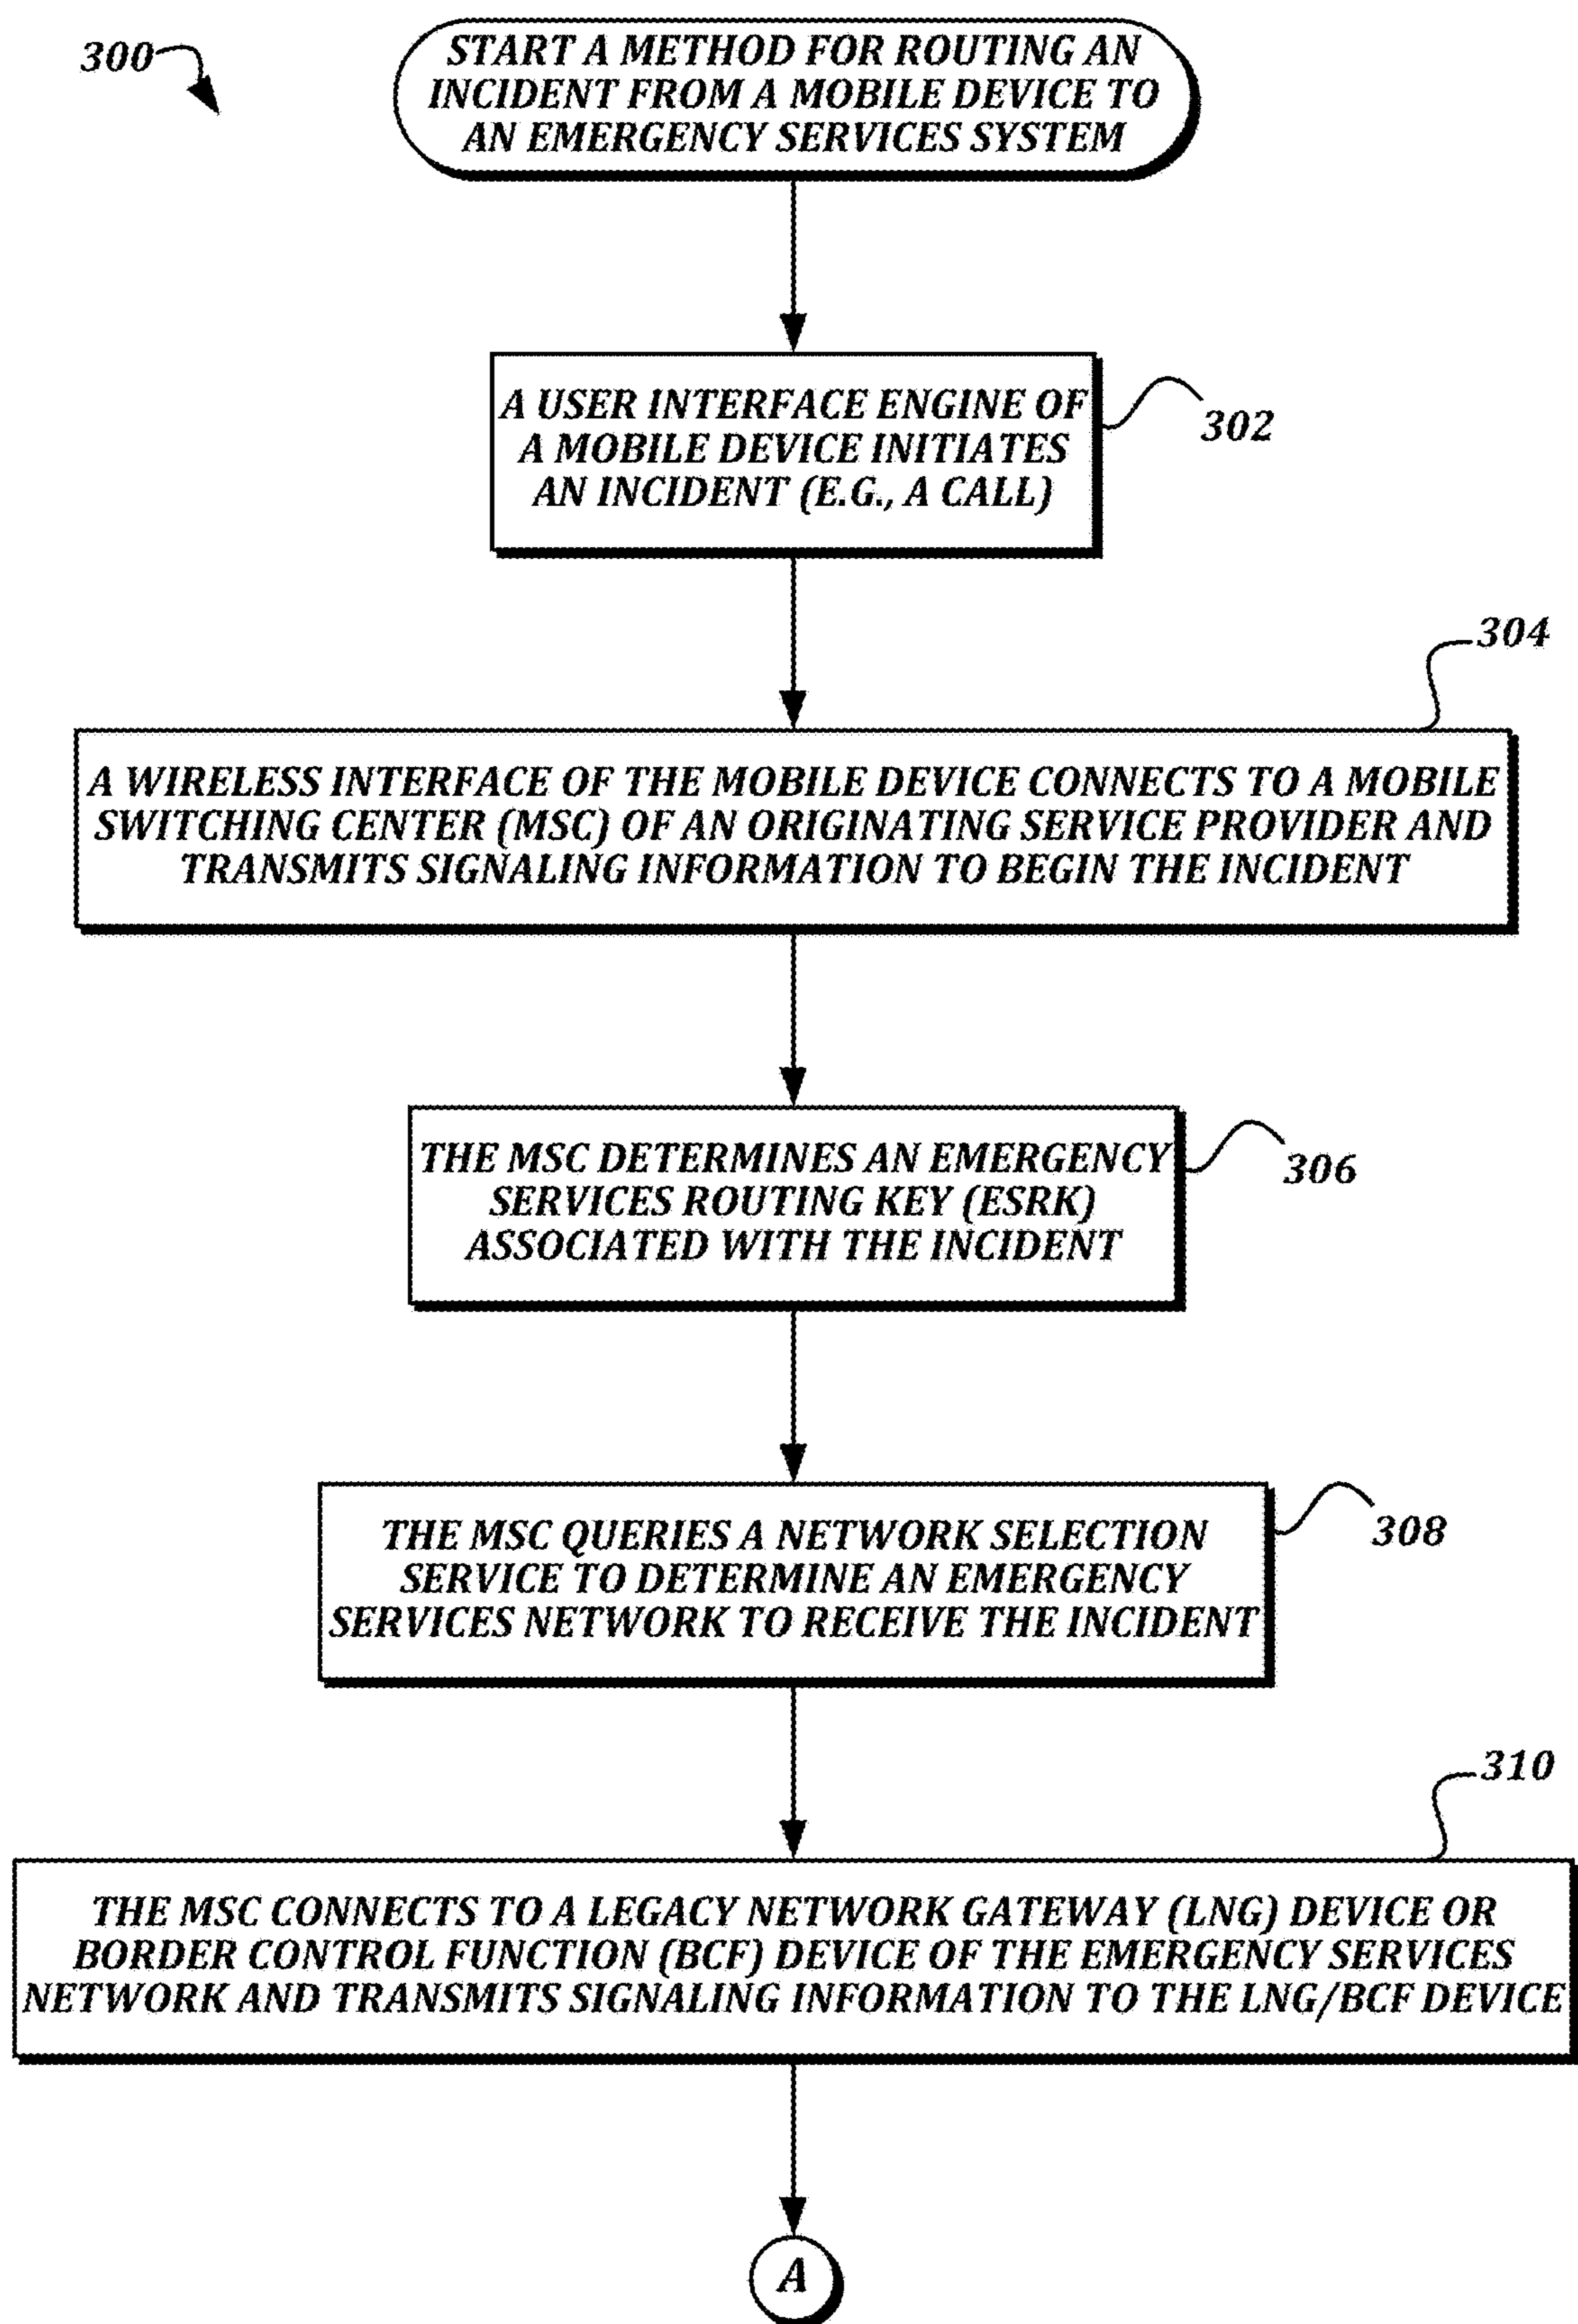 300
START A METHOD FOR ROUTING AN
INCIDENT FROM A MOBILE DEVICE TO
AN EMERGENCY SERVICES SYSTEM
A USER INTERFACE ENGINE OF
A MOBILE DEVICE INITIATES
AN INCIDENT (E.G., A CALL)
302
304
A WIRELESS INTERFACE OF THE MOBILE DEVICE CONNECTS TO A MOBILE
SWITCHING CENTER (MSC) OF AN ORIGINATING SERVICE PROVIDER AND
TRANSMITS SIGNALING INFORMATION TO BEGIN THE INCIDENT
THE MSC DETERMINES AN EMERGENCY
SERVICES ROUTING KEY (ESRK)
ASSOCIATED WITH THE INCIDENT
306
THE MSC QUERIES A NETWORK SELECTION
SERVICE TO DETERMINE AN EMERGENCY
SERVICES NETWORK TO RECEIVE THE INCIDENT
308
310
THE MSC CONNECTS TO A LEGACY NETWORK GATEWAY (LNG) DEVICE OR
BORDER CONTROL FUNCTION (BCF) DEVICE OF THE EMERGENCY SERVICES
NETWORK AND TRANSMITS SIGNALING INFORMATION TO THE LNG/BCF DEVICE
A